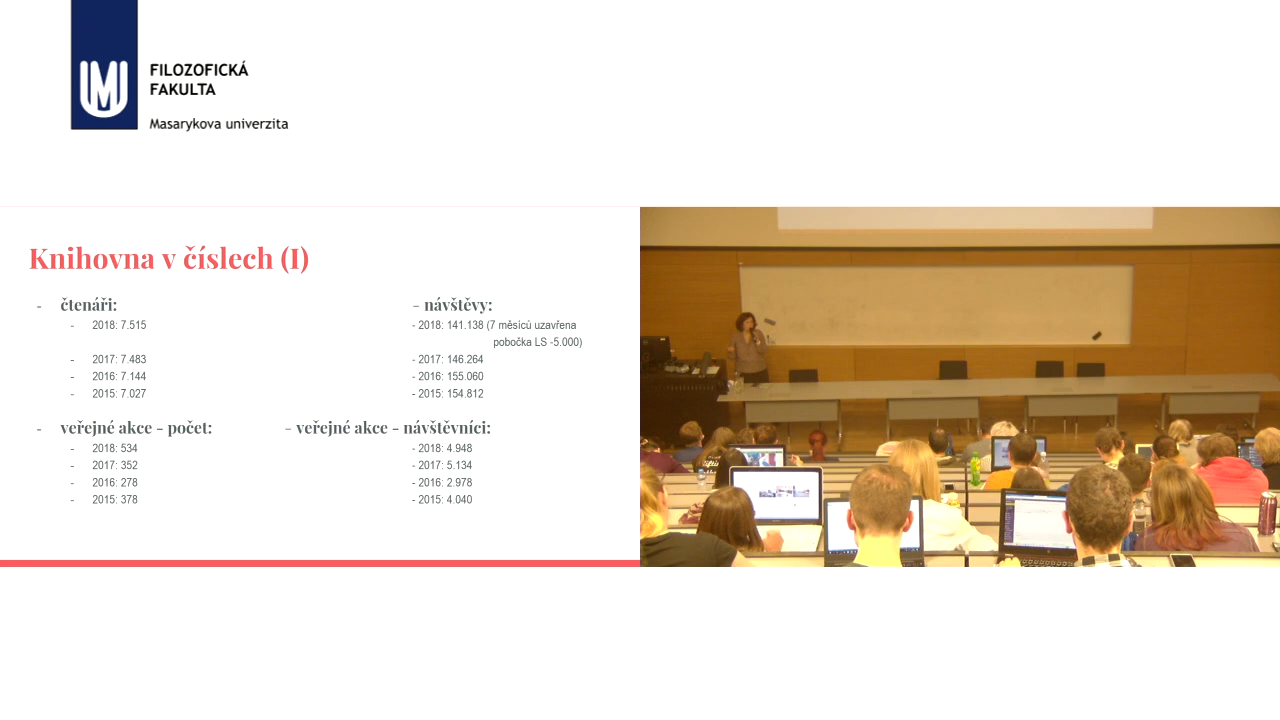 FILOZOFICKÁ
FAKULTA
Masarykova univerzita
Knihovna v číslech (I)
- čtenáři:
- 2018: 7.515
- 2017: 7.483
- 2016: 7.144
- 2015: 7.027
- návštěvy:
- 2018: 141.138 (7 měsíců uzavřena
pobočka LS -5.000)
- 2017: 146.264
- 2016: 155.060
- 2015: 154.812
- veřejné akce - počet:
- 2018: 534
- 2017: 352
- 2016: 278
- 2015: 378
- veřejné akce - návštěvníci:
- 2018: 4.948
- 2017: 5.134
- 2016: 2.978
- 2015: 4.040